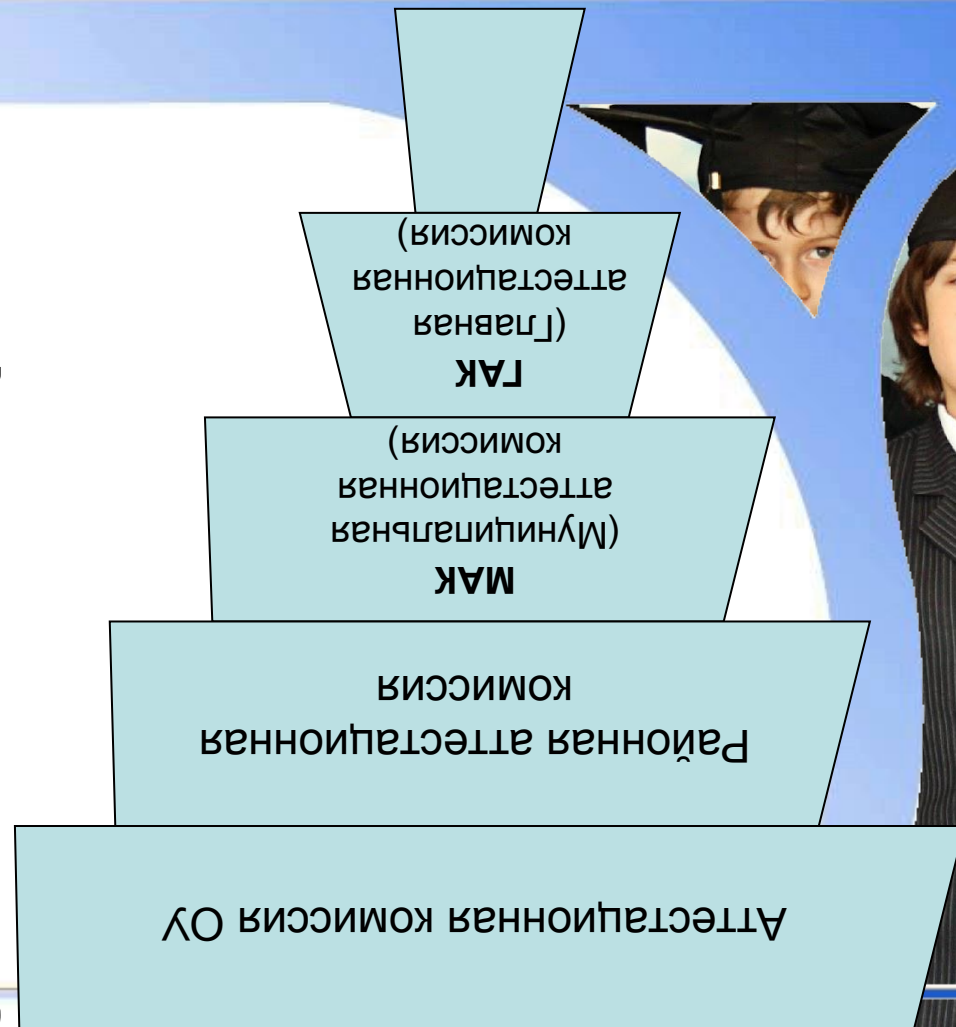 ГАК
(Главная
аттестационная
комиссия)
МАК
(Муниципальная
аттестационная
комиссия)
Районная аттестационная
комиссия
Аттестационная комиссия ОУ